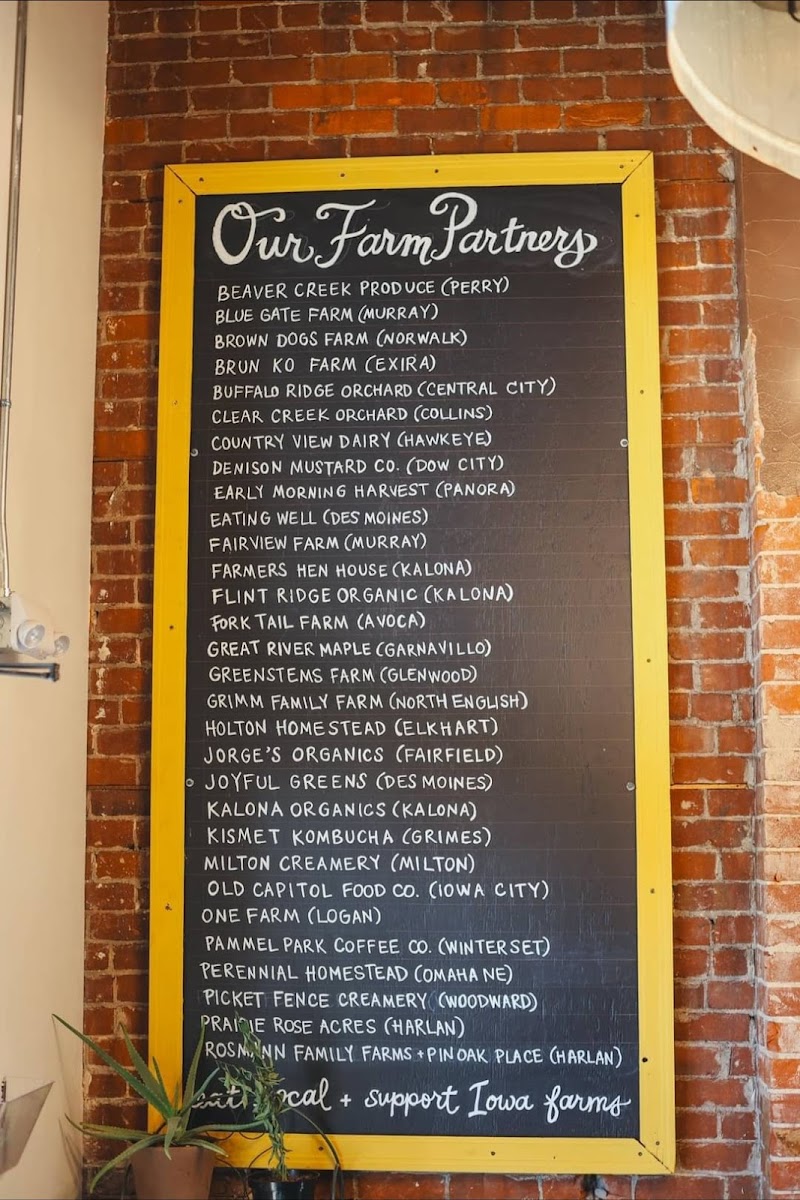 Our Farm Partners
BEAVER CREEK PRODUCE (PERRY)
BLUE GATE FARM (MURRAY)
BROWN DOGS FARM (NORWALK)
BRUN KO FARM (EXIRA)
BUFFALO RIDGE ORCHARD (CENTRAL CITY)
CLEAR CREEK ORCHARD (COLLINS)
COUNTRY VIEW DAIRY (HAWKEYE)
DENISON MUSTARD CO. (DOW CITY)
EARLY MORNING HARVEST (PANORA)
EATING WELL (DES MOINES)
FAIRVIEW FARM (MURRAY)
FARMERS HEN HOUSE (KALONA)
FLINT RIDGE ORGANIC (KALONA)
FORK TAIL FARM (AVOCA)
GREAT RIVER MAPLE (GARNAVILLO)
GREENSTEMS FARM (GLENWOOD)
GRIMM FAMILY FARM (NORTH ENGLISH)
HOLTON HOMESTEAD (ELKHART)
JORGE'S ORGANICS (FAIRFIELD)
JOYFUL GREENS (DES MOINES)
KALONA ORGANICS (KALONA)
KISMET KOMBUCHA (GRIMES)
MILTON CREAMERY (MILTON)
OLD CAPITOL FOOD CO. (IOWA CITY)
ONE FARM (LOGAN)
PAMMEL PARK COFFEE CO. (WINTERSET)
PERENNIAL HOMESTEAD (OMAHA NE)
PICKET FENCE CREAMERY (WOODWARD)
PRAIRIE ROSE ACRES (HARLAN)
ROSMANN FAMILY FARMS + PIN OAK PLACE (HARLAN)
eat local + support Iowa farms